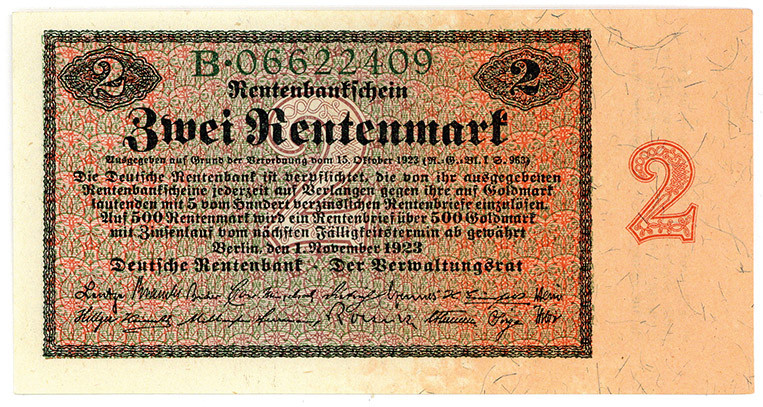 B·06622409
2
2
Rentenbankschein
Zwei Rentenmark
Ausgegeben auf Grund der Verordnung vom 15. Oktober 1923 (R.-G.-Bl. I S. 963)
Die Deutsche Rentenbank ist verpflichtet, die von ihr ausgegebenen
Rentenbankscheine jederzeit auf Verlangen gegen ihre auf Goldmark
lautenden mit 5 vom Hundert verzinslichen Rentenbriefe einzulösen.
Auf 500 Rentenmark wird ein Rentenbrief über 500 Goldmark
mit Zinsenlauf vom nächsten Fälligkeitstermin ab gewährt
Berlin, den 1. November 1923
Deutsche Rentenbank - Der Verwaltungsrat
2
2